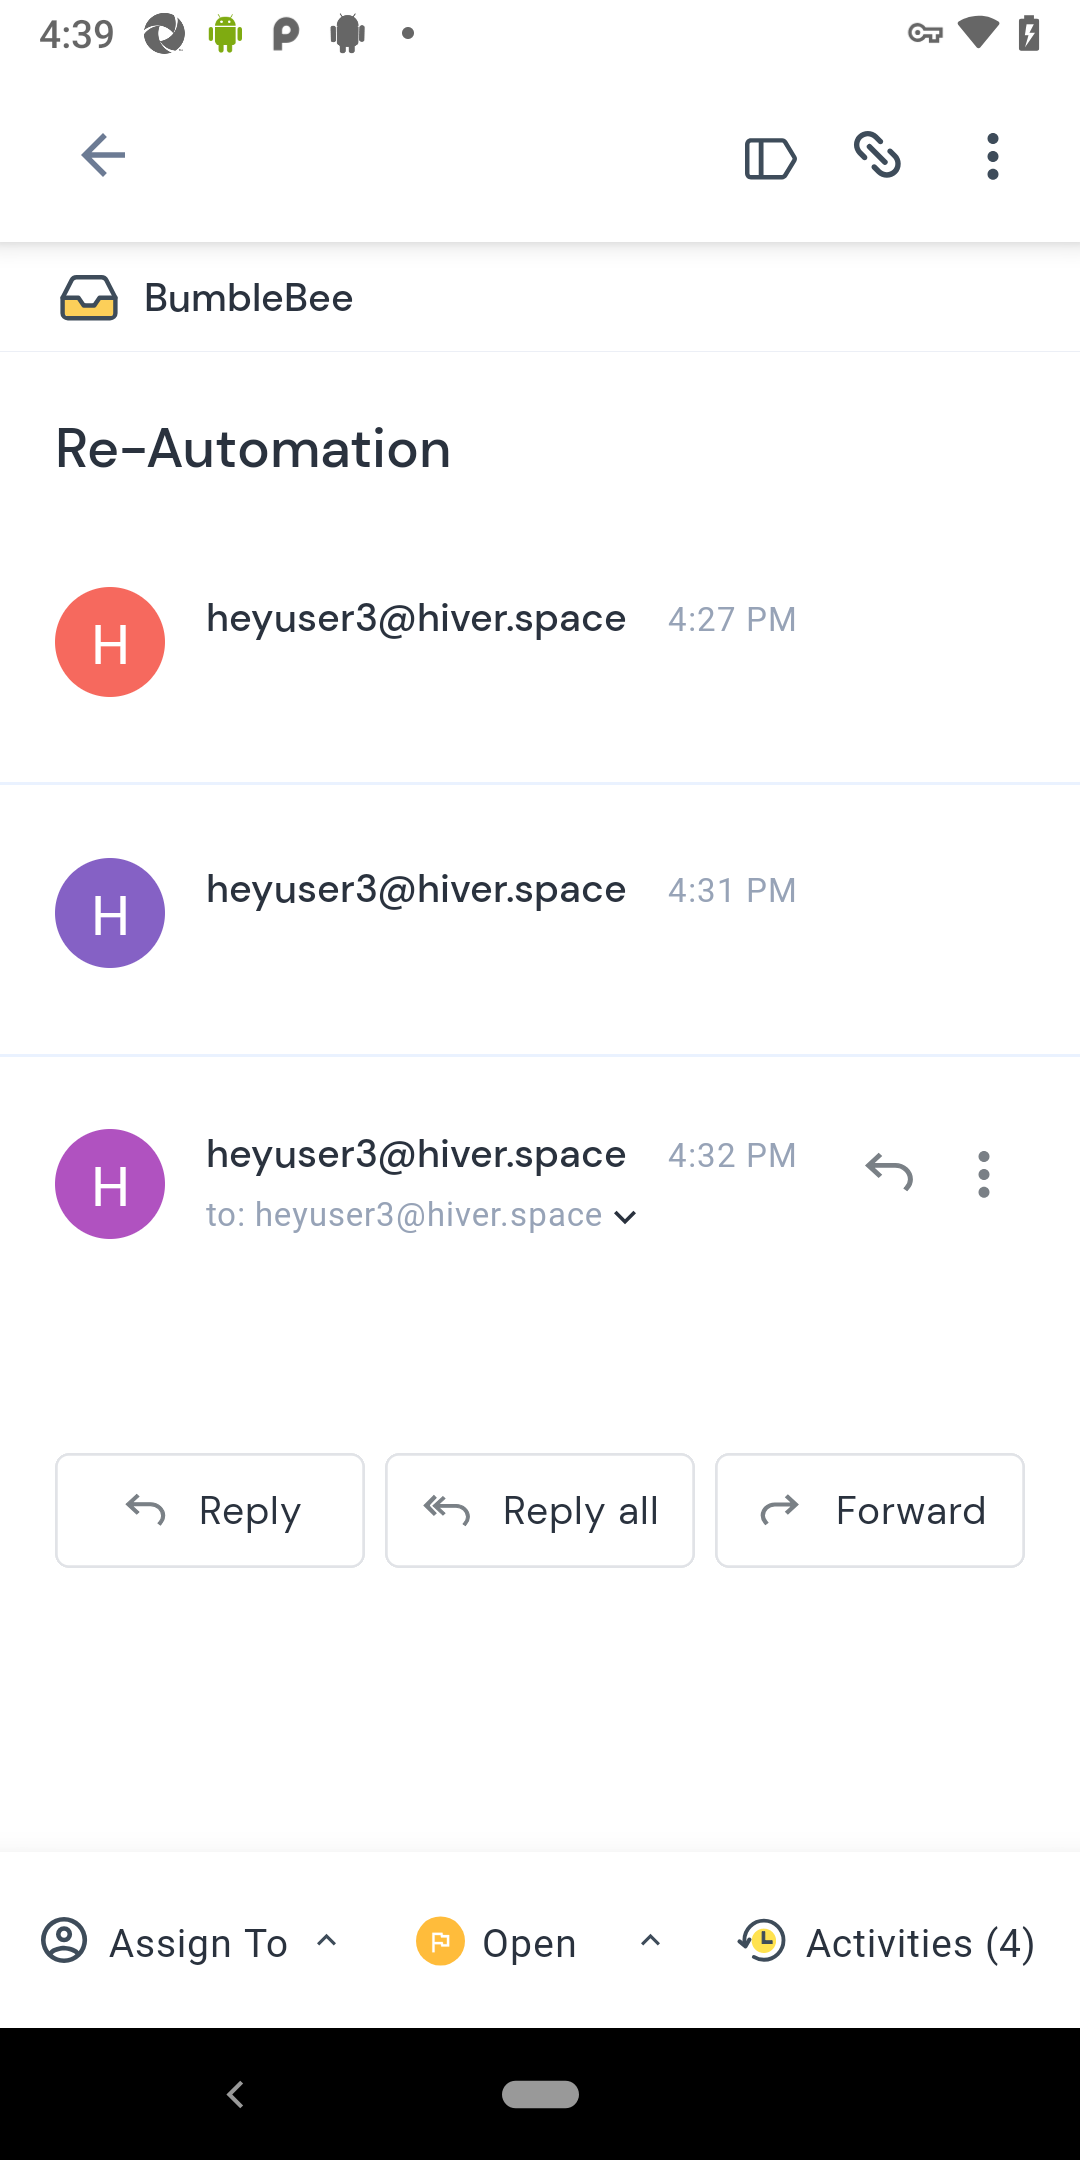 4:39
BumbleBee
Re-Automation
H
heyuser3@hiver.space 4:27 PM
H
heyuser3@hiver.space 4:31 PM
H
heyuser3@hiver.space 4:32 PM
to: heyuser3@hiver.space
Reply Reply all Forward
Assign To Open Activities (4)